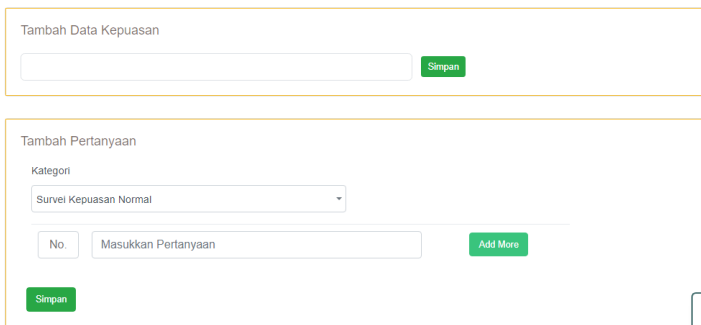 Tambah Data Kepuasan
Simpan
Tambah Pertanyaan
Kategori
Survei Kepuasan Normal
No.
Masukkan Pertanyaan
Add More
Simpan